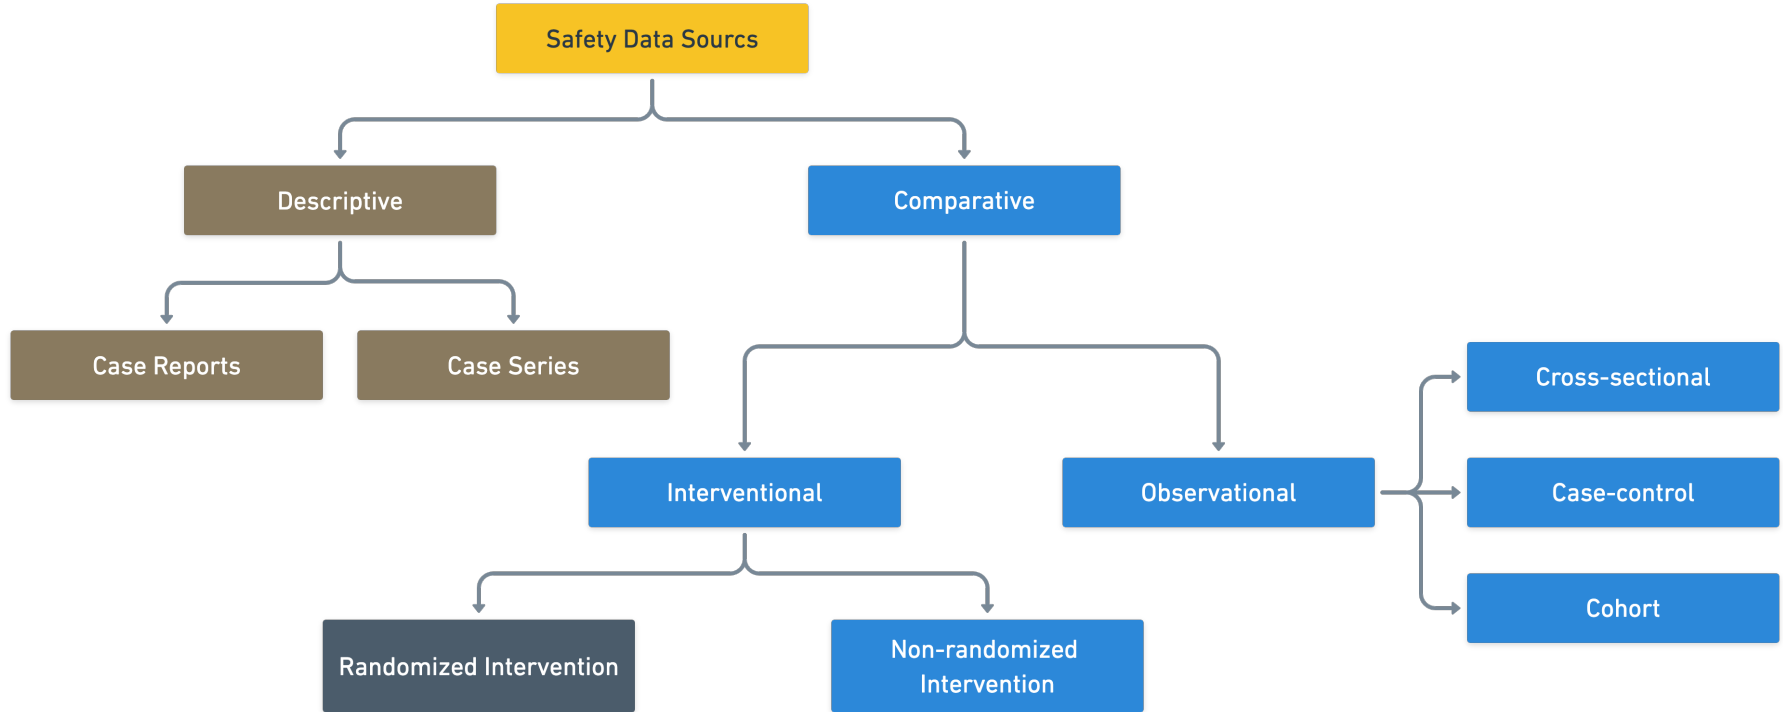 Safety Data Sourcs
Descriptive
Comparative
Case Reports
Case Series
Cross-sectional
Interventional
Observational
Case-control
Cohort
Randomized Intervention
Non-randomized
Intervention